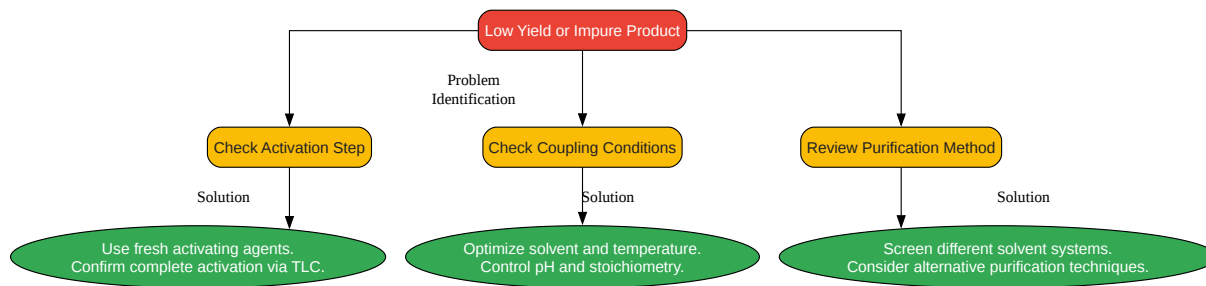 Low Yield or Impure Product
Problem
Identification
Check Activation Step
Check Coupling Conditions
Review Purification Method
Solution
Solution
Solution
Use fresh activating agents.
Confirm complete activation via TLC.
Optimize solvent and temperature.
Control pH and stoichiometry.
Screen different solvent systems.
Consider alternative purification techniques.